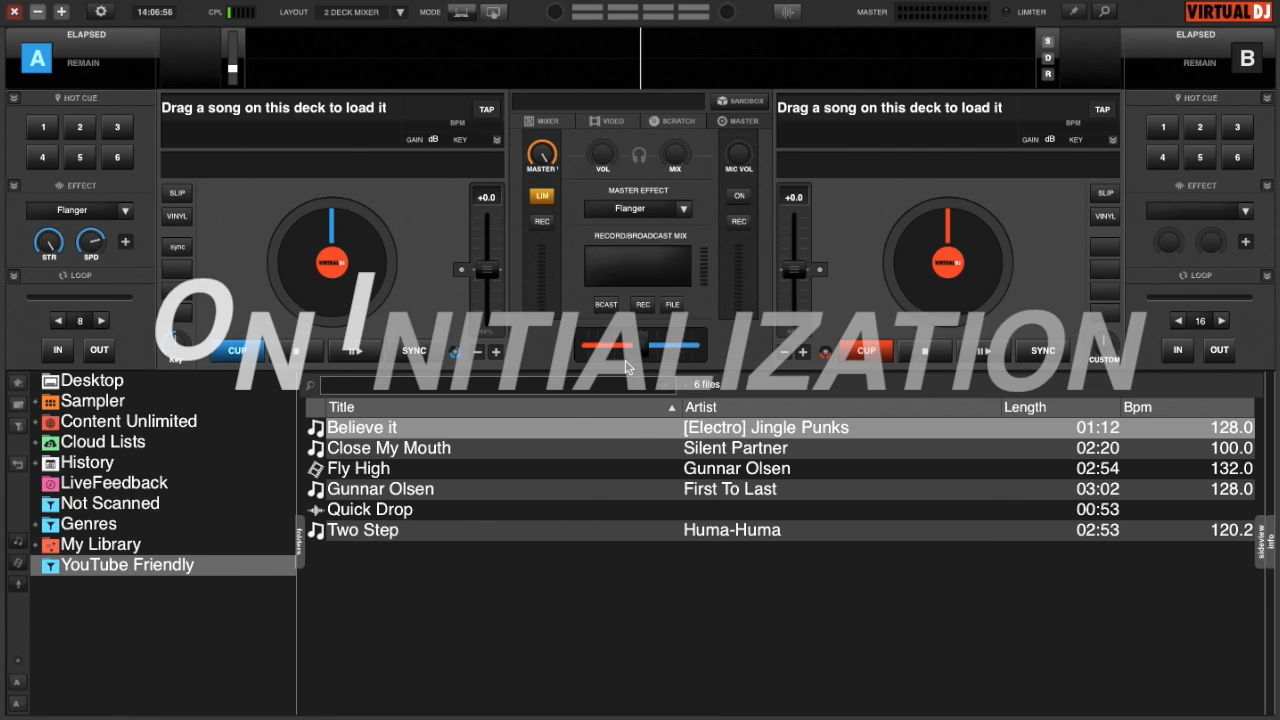 14:06:56
CPU
LAYOUT
2 DECK MIXER
MODE
MASTER
LIMITER
VIRTUAL DJ
A
ELAPSED
REMAIN
S
D
R
ELAPSED
REMAIN
B
HOT CUE
1 2 3
4 5 6
EFFECT
Flanger
STR SPD
LOOP
8
IN OUT
Drag a song on this deck to load it
TAP
BPM
GAIN dB KEY
SLIP
VINYL
sync
Key
+0.0
CUP
SYNC
SANDBOX
MIXER VIDEO SCRATCH MASTER
MASTER
VOL MIX
MIC VOL
LIM
REC
MASTER EFFECT
Flanger
ON
REC
RECORD/BROADCAST MIX
BCAST REC FILE
Drag a song on this deck to load it
TAP
BPM
GAIN dB KEY
+0.0
SLIP
VINYL
CUSTOM
CUP
SYNC
HOT CUE
1 2 3
4 5 6
EFFECT
LOOP
16
IN OUT
ON INITIALIZATION
6 files
Desktop
Sampler
Content Unlimited
Cloud Lists
History
LiveFeedback
Not Scanned
Genres
My Library
YouTube Friendly
folders
Title Artist Length Bpm
Believe it [Electro] Jingle Punks 01:12 128.0
Close My Mouth Silent Partner 02:20 100.0
Fly High Gunnar Olsen 02:54 132.0
Gunnar Olsen First To Last 03:02 128.0
Quick Drop 00:53
Two Step Huma-Huma 02:53 120.2
sideview
info